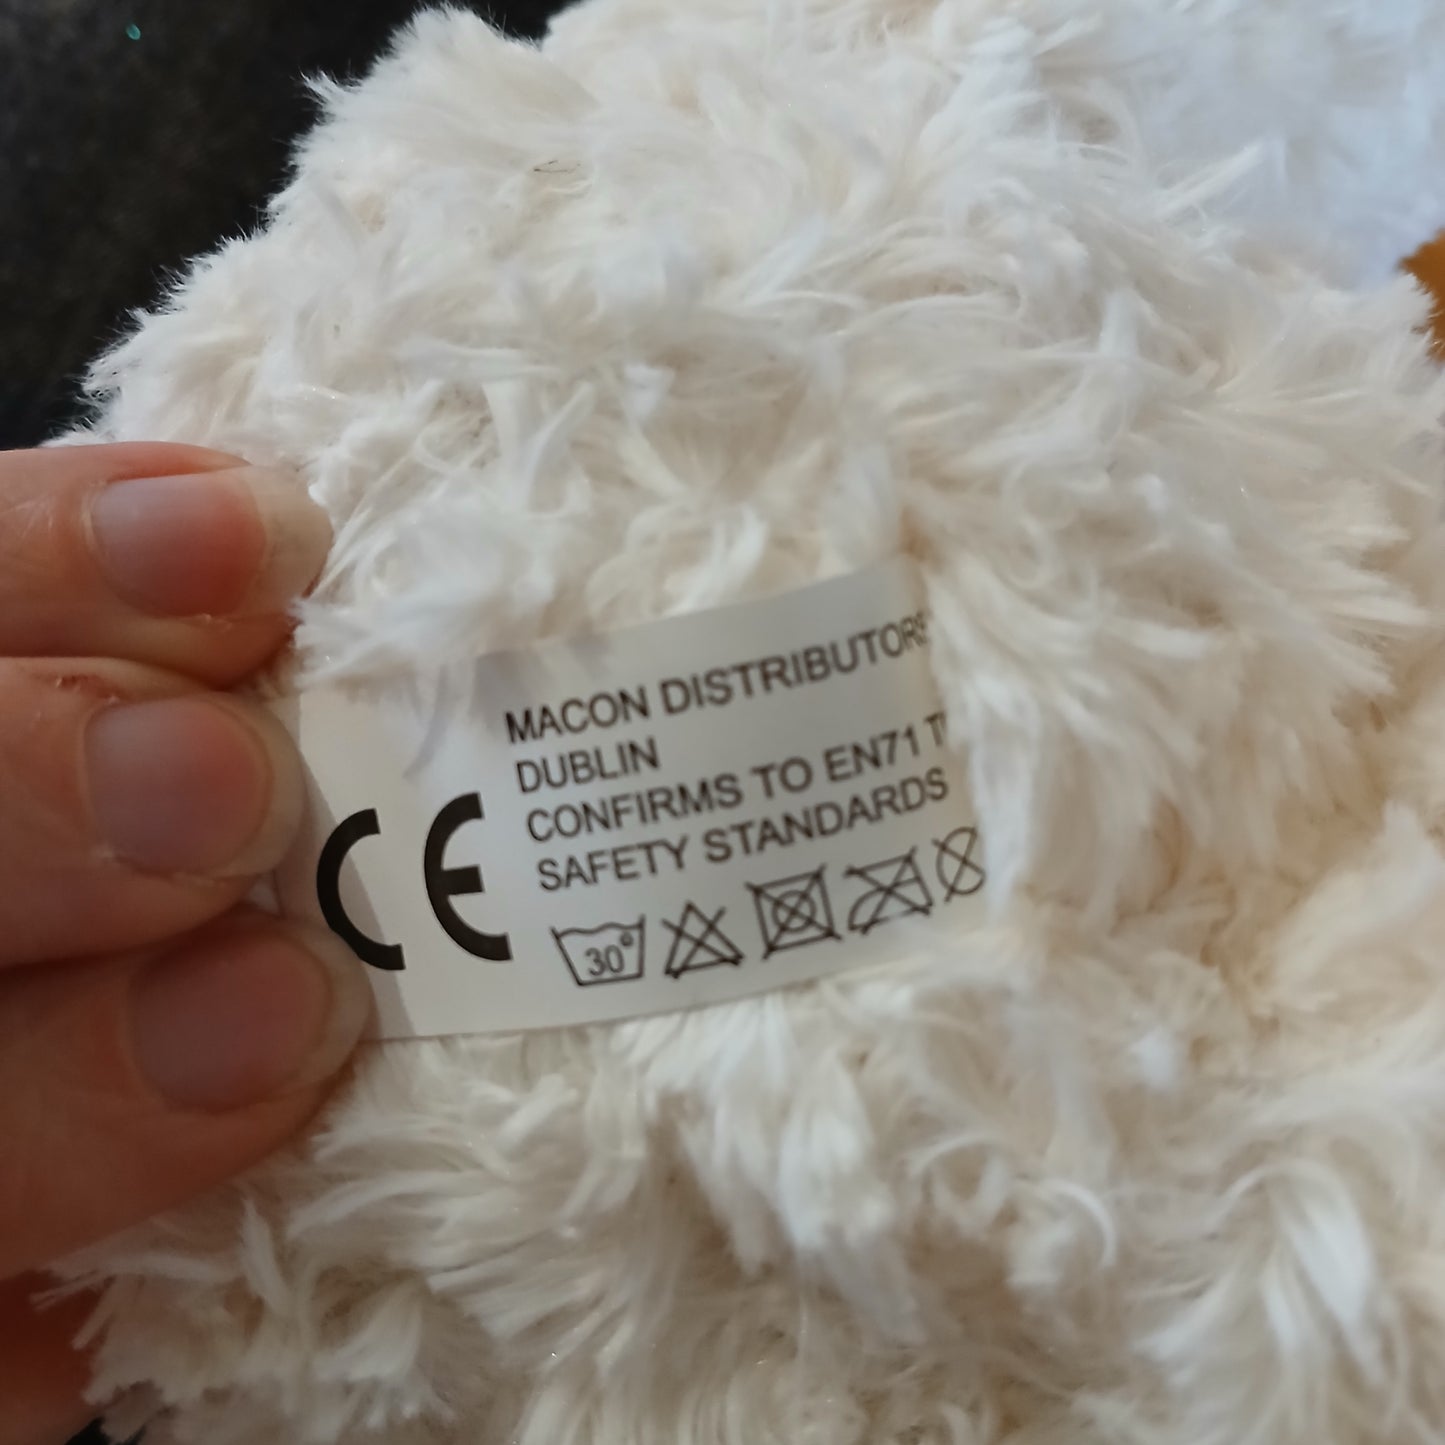 MACON DISTRIBUTORS
DUBLIN
CONFIRMS TO EN71
SAFETY STANDARDS
CE
30°